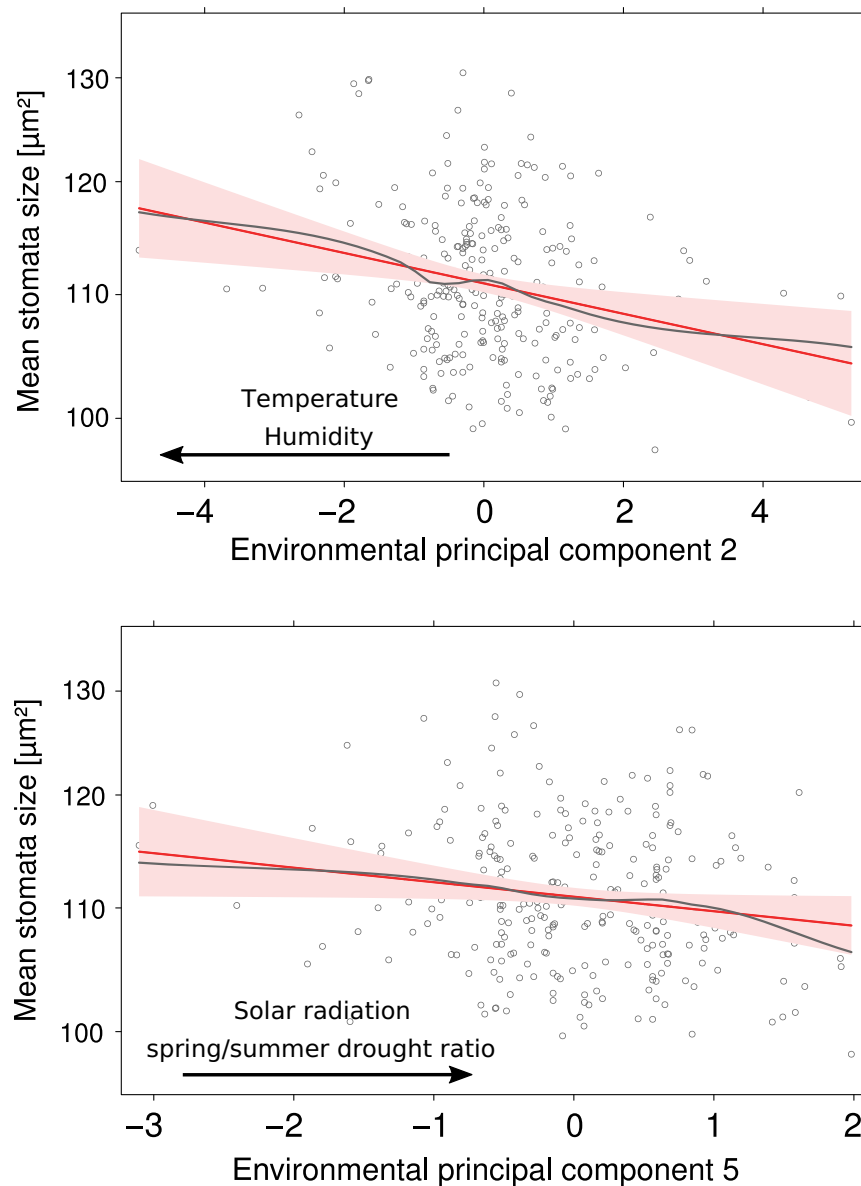 Mean stomata size [µm²]
130
120
110
100
Temperature
Humidity
−4
−2
0
2
4
Environmental principal component 2
Mean stomata size [µm²]
130
120
110
100
Solar radiation
spring/summer drought ratio
−3
−2
−1
0
1
2
Environmental principal component 5